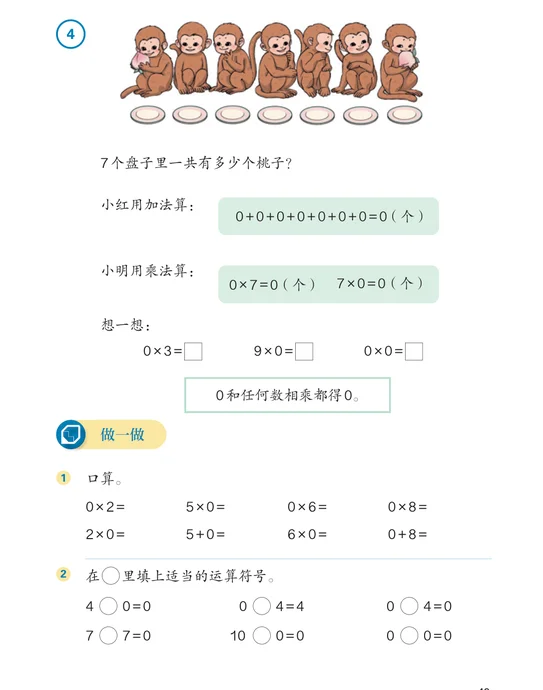 4
7个盘子里一共有多少个桃子？
小红用加法算：
0+0+0+0+0+0+0=0（个）
小明用乘法算：
0×7=0（个） 7×0=0（个）
想一想：
0×3=□ 9×0=□ 0×0=□
0和任何数相乘都得0。
做一做
1 口算。
0×2= 5×0= 0×6= 0×8=
2×0= 5+0= 6×0= 0+8=
2 在○里填上适当的运算符号。
4○0=0 0○4=4 0○4=0
7○7=0 10○0=0 0○0=0